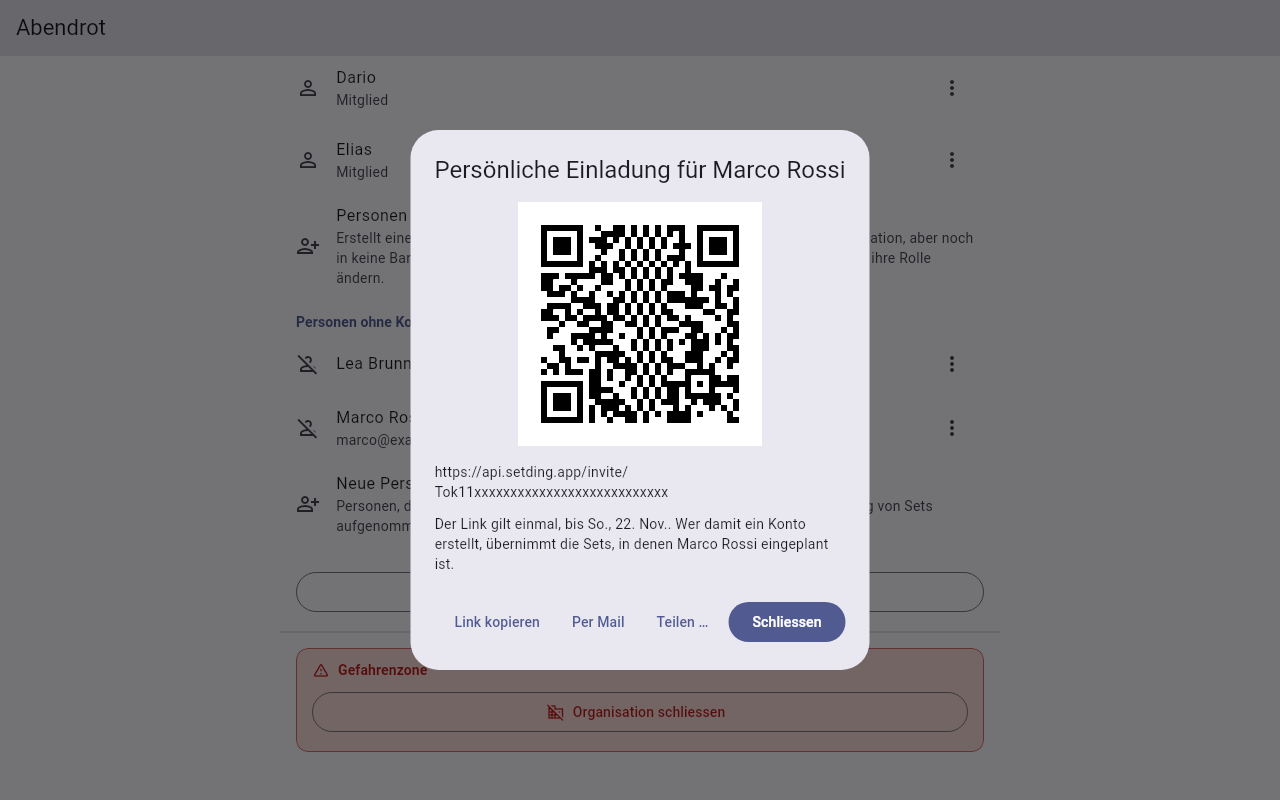 Abendrot
Dario
Mitglied
Elias
Mitglied
Personen
Erstellt eine
ation, aber noch
in keine Bar
ihre Rolle
ändern.
Personen ohne Ko
Lea Brunn
Marco Ros
marco@exa
Neue Pers
Personen, d
g von Sets
aufgenomm
Persönliche Einladung für Marco Rossi
https://api.setding.app/invite/
Tok11xxxxxxxxxxxxxxxxxxxxxxxxxxx
Der Link gilt einmal, bis So., 22. Nov.. Wer damit ein Konto
erstellt, übernimmt die Sets, in denen Marco Rossi eingeplant
ist.
Link kopieren
Per Mail
Teilen …
Schliessen
Gefahrenzone
Organisation schliessen